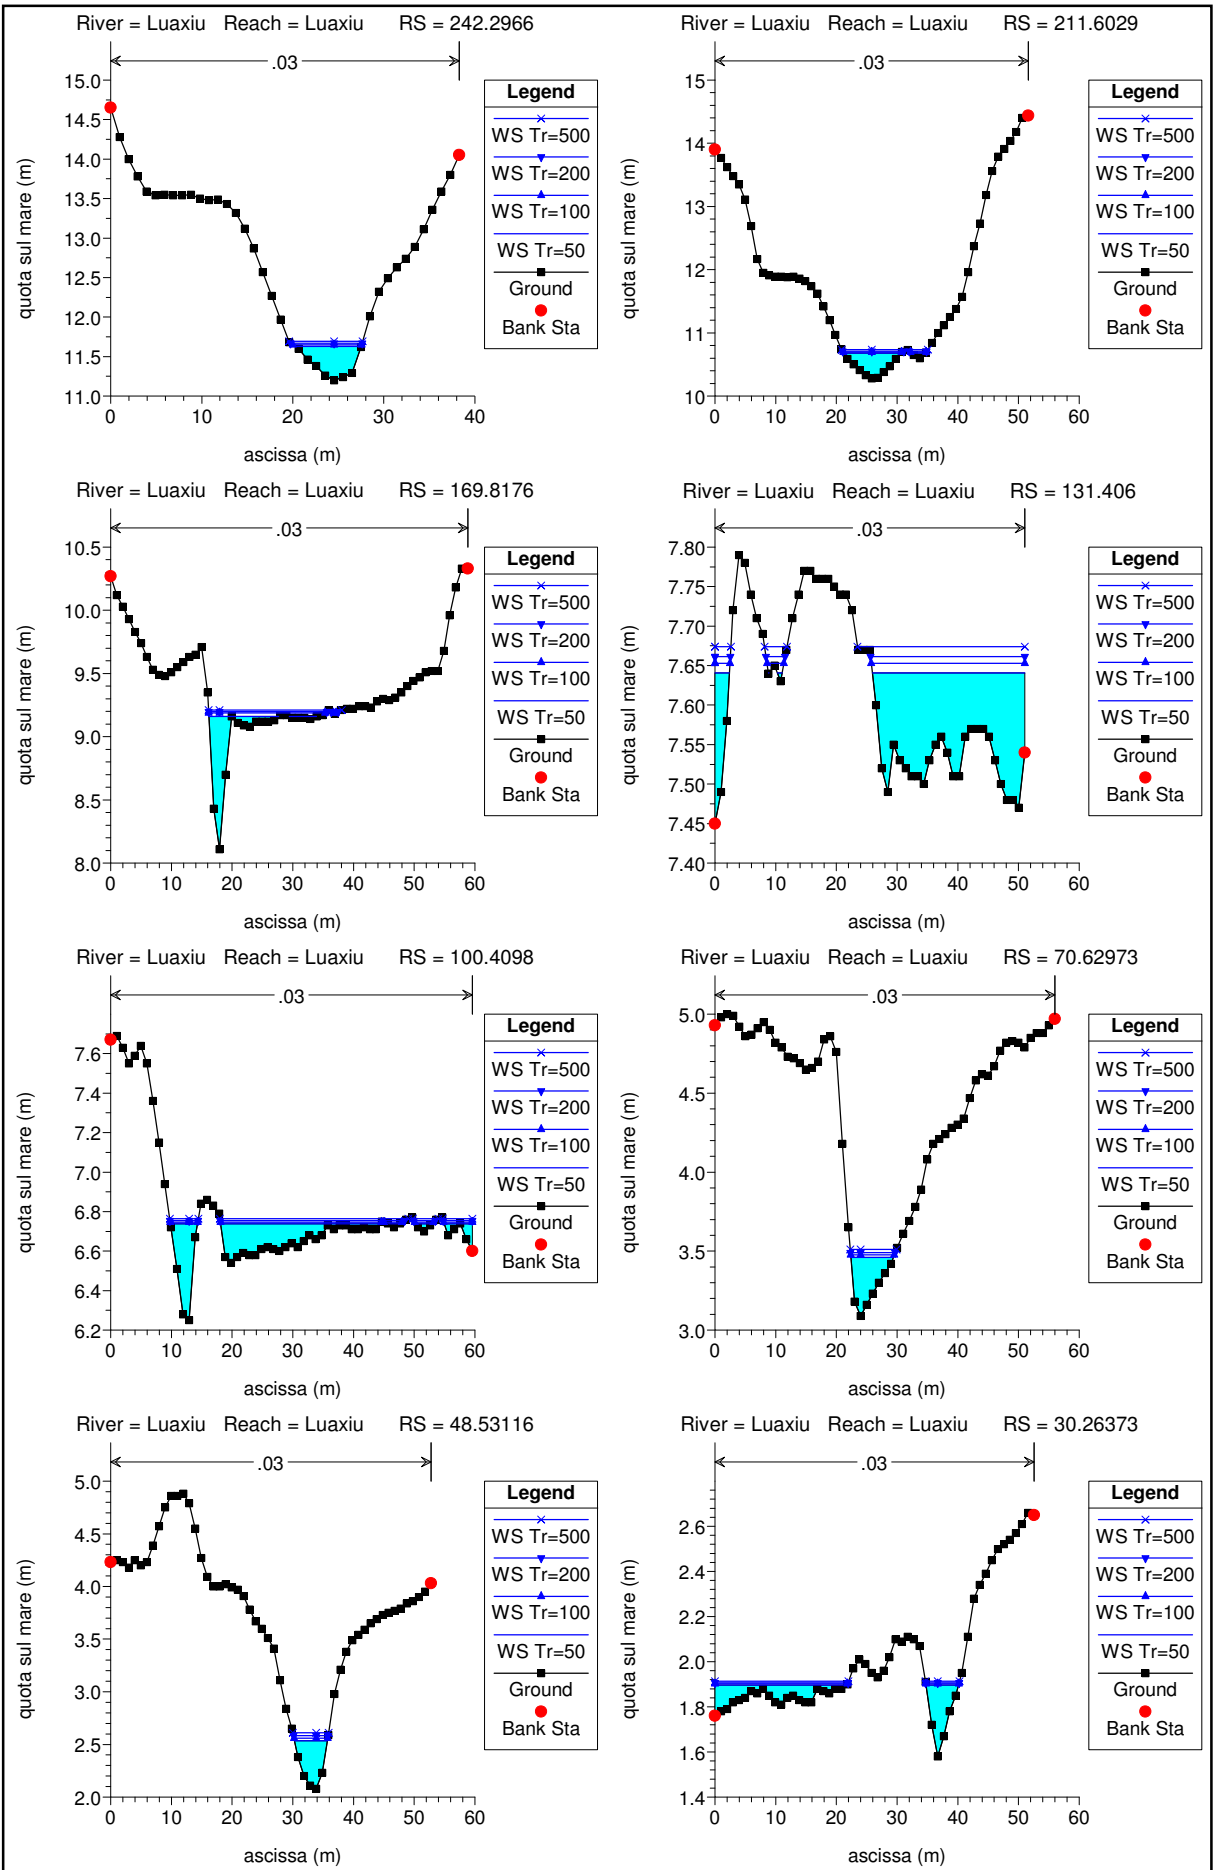 River = Luaxiu Reach = Luaxiu RS = 242.2966
.03
15.0
14.5
14.0
13.5
13.0
12.5
12.0
11.5
11.0
0 10 20 30 40
quota sul mare (m)
ascissa (m)
Legend
WS Tr=500
WS Tr=200
WS Tr=100
WS Tr=50
Ground
Bank Sta
River = Luaxiu Reach = Luaxiu RS = 211.6029
.03
15
14
13
12
11
10
0 10 20 30 40 50 60
quota sul mare (m)
ascissa (m)
Legend
WS Tr=500
WS Tr=200
WS Tr=100
WS Tr=50
Ground
Bank Sta
River = Luaxiu Reach = Luaxiu RS = 169.8176
.03
10.5
10.0
9.5
9.0
8.5
8.0
0 10 20 30 40 50 60
quota sul mare (m)
ascissa (m)
Legend
WS Tr=500
WS Tr=200
WS Tr=100
WS Tr=50
Ground
Bank Sta
River = Luaxiu Reach = Luaxiu RS = 131.406
.03
7.80
7.75
7.70
7.65
7.60
7.55
7.50
7.45
7.40
0 10 20 30 40 50 60
quota sul mare (m)
ascissa (m)
Legend
WS Tr=500
WS Tr=200
WS Tr=100
WS Tr=50
Ground
Bank Sta
River = Luaxiu Reach = Luaxiu RS = 100.4098
.03
7.6
7.4
7.2
7.0
6.8
6.6
6.4
6.2
0 10 20 30 40 50 60
quota sul mare (m)
ascissa (m)
Legend
WS Tr=500
WS Tr=200
WS Tr=100
WS Tr=50
Ground
Bank Sta
River = Luaxiu Reach = Luaxiu RS = 70.62973
.03
5.0
4.5
4.0
3.5
3.0
0 10 20 30 40 50 60
quota sul mare (m)
ascissa (m)
Legend
WS Tr=500
WS Tr=200
WS Tr=100
WS Tr=50
Ground
Bank Sta
River = Luaxiu Reach = Luaxiu RS = 48.53116
.03
5.0
4.5
4.0
3.5
3.0
2.5
2.0
0 10 20 30 40 50 60
quota sul mare (m)
ascissa (m)
Legend
WS Tr=500
WS Tr=200
WS Tr=100
WS Tr=50
Ground
Bank Sta
River = Luaxiu Reach = Luaxiu RS = 30.26373
.03
2.6
2.4
2.2
2.0
1.8
1.6
1.4
0 10 20 30 40 50 60
quota sul mare (m)
ascissa (m)
Legend
WS Tr=500
WS Tr=200
WS Tr=100
WS Tr=50
Ground
Bank Sta